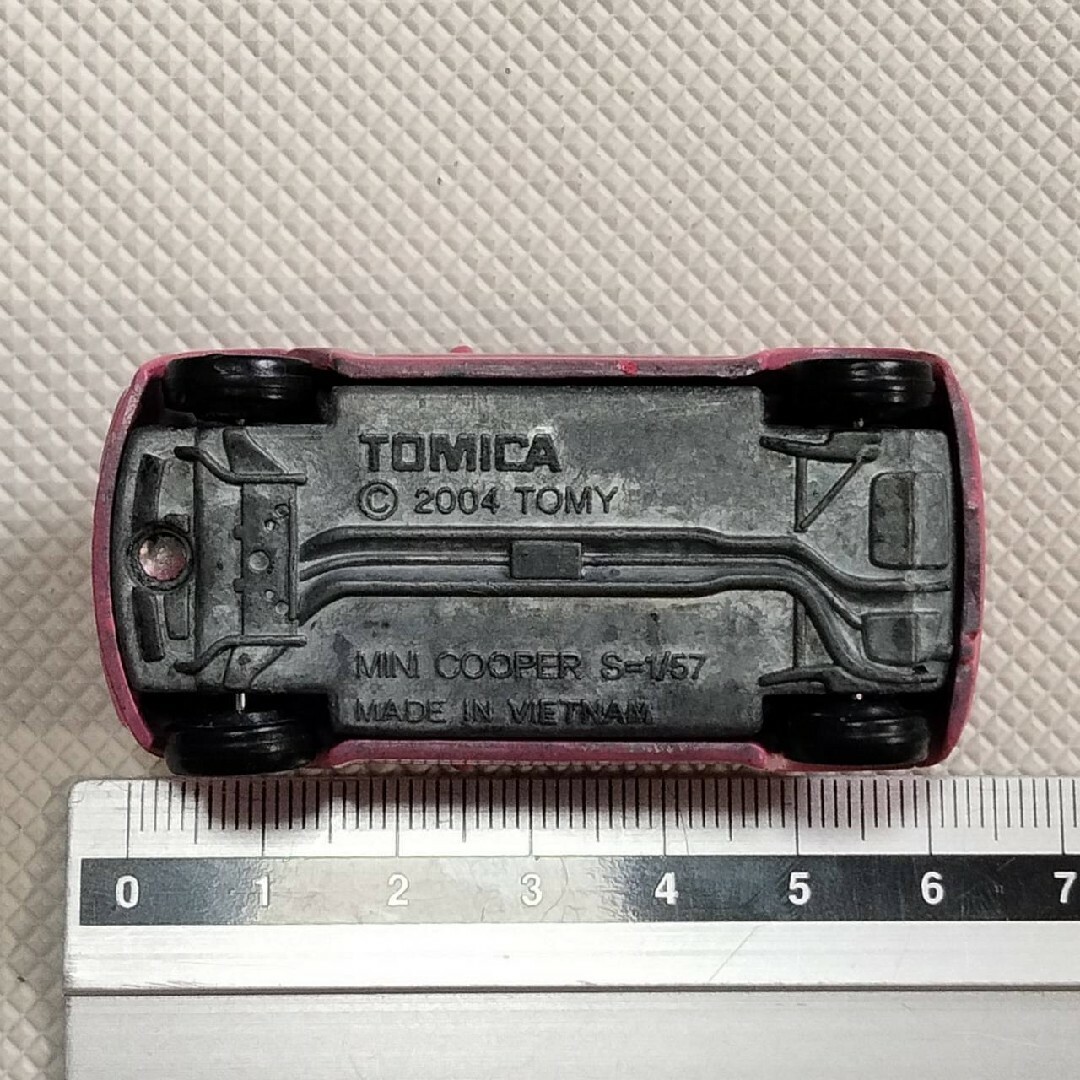 TOMICA
© 2004 TOMY
MINI COOPER S=1/57
MADE IN VIETNAM
0 1 2 3 4 5 6 7